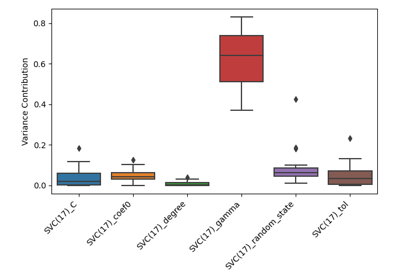 0.8
0.6
0.4
0.2
0.0
Variance Contribution
SVC(17)_C
SVC(17)_coef0
SVC(17)_degree
SVC(17)_gamma
SVC(17)_random_state
SVC(17)_tol